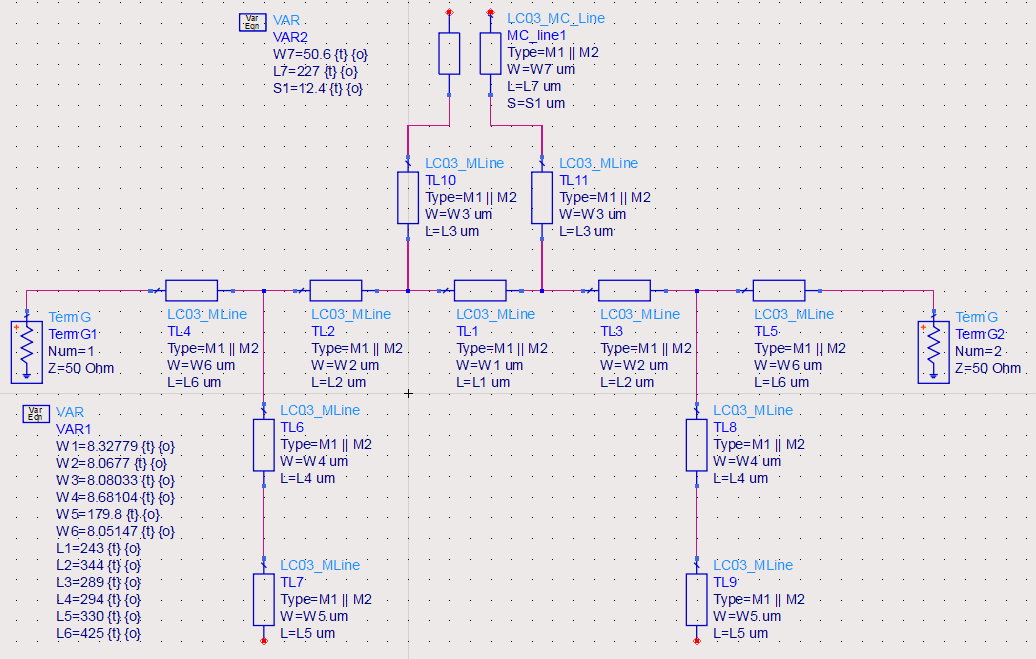 Var
Eqn
VAR
VAR2
W7=50.6 {t} {o}
L7=227 {t} {o}
S1=12.4 {t} {o}
LC03_MC_Line
MC_line1
Type=M1 || M2
W=W7 um
L=L7 um
S=S1 um
LC03_MLine
TL10
Type=M1 || M2
W=W3 um
L=L3 um
LC03_MLine
TL11
Type=M1 || M2
W=W3 um
L=L3 um
TermG
TermG1
Num=1
Z=50 Ohm
LC03_MLine
TL4
Type=M1 || M2
W=W6 um
L=L6 um
LC03_MLine
TL2
Type=M1 || M2
W=W2 um
L=L2 um
LC03_MLine
TL1
Type=M1 || M2
W=W1 um
L=L1 um
LC03_MLine
TL3
Type=M1 || M2
W=W2 um
L=L2 um
LC03_MLine
TL5
Type=M1 || M2
W=W6 um
L=L6 um
TermG
TermG2
Num=2
Z=50 Ohm
Var
Eqn
VAR
VAR1
W1=8.32779 {t} {o}
W2=8.0677 {t} {o}
W3=8.08033 {t} {o}
W4=8.68104 {t} {o}
W5=179.8 {t} {o}
W6=8.05147 {t} {o}
L1=243 {t} {o}
L2=344 {t} {o}
L3=289 {t} {o}
L4=294 {t} {o}
L5=330 {t} {o}
L6=425 {t} {o}
LC03_MLine
TL6
Type=M1 || M2
W=W4 um
L=L4 um
LC03_MLine
TL7
Type=M1 || M2
W=W5 um
L=L5 um
LC03_MLine
TL8
Type=M1 || M2
W=W4 um
L=L4 um
LC03_MLine
TL9
Type=M1 || M2
W=W5 um
L=L5 um